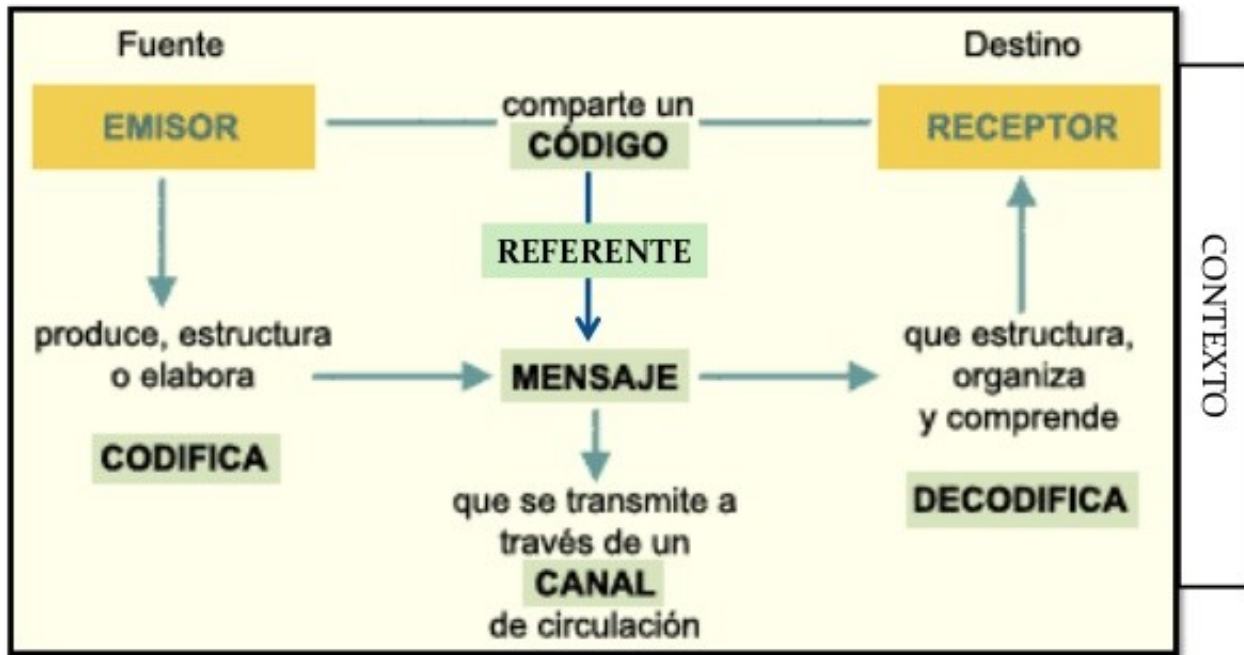 Fuente
Destino
EMISOR
comparte un
CÓDIGO
RECEPTOR
REFERENTE
produce, estructura
o elabora
CODIFICA
MENSAJE
que se transmite a
través de un
CANAL
de circulación
que estructura,
organiza
y comprende
DECODIFICA
CONTEXTO